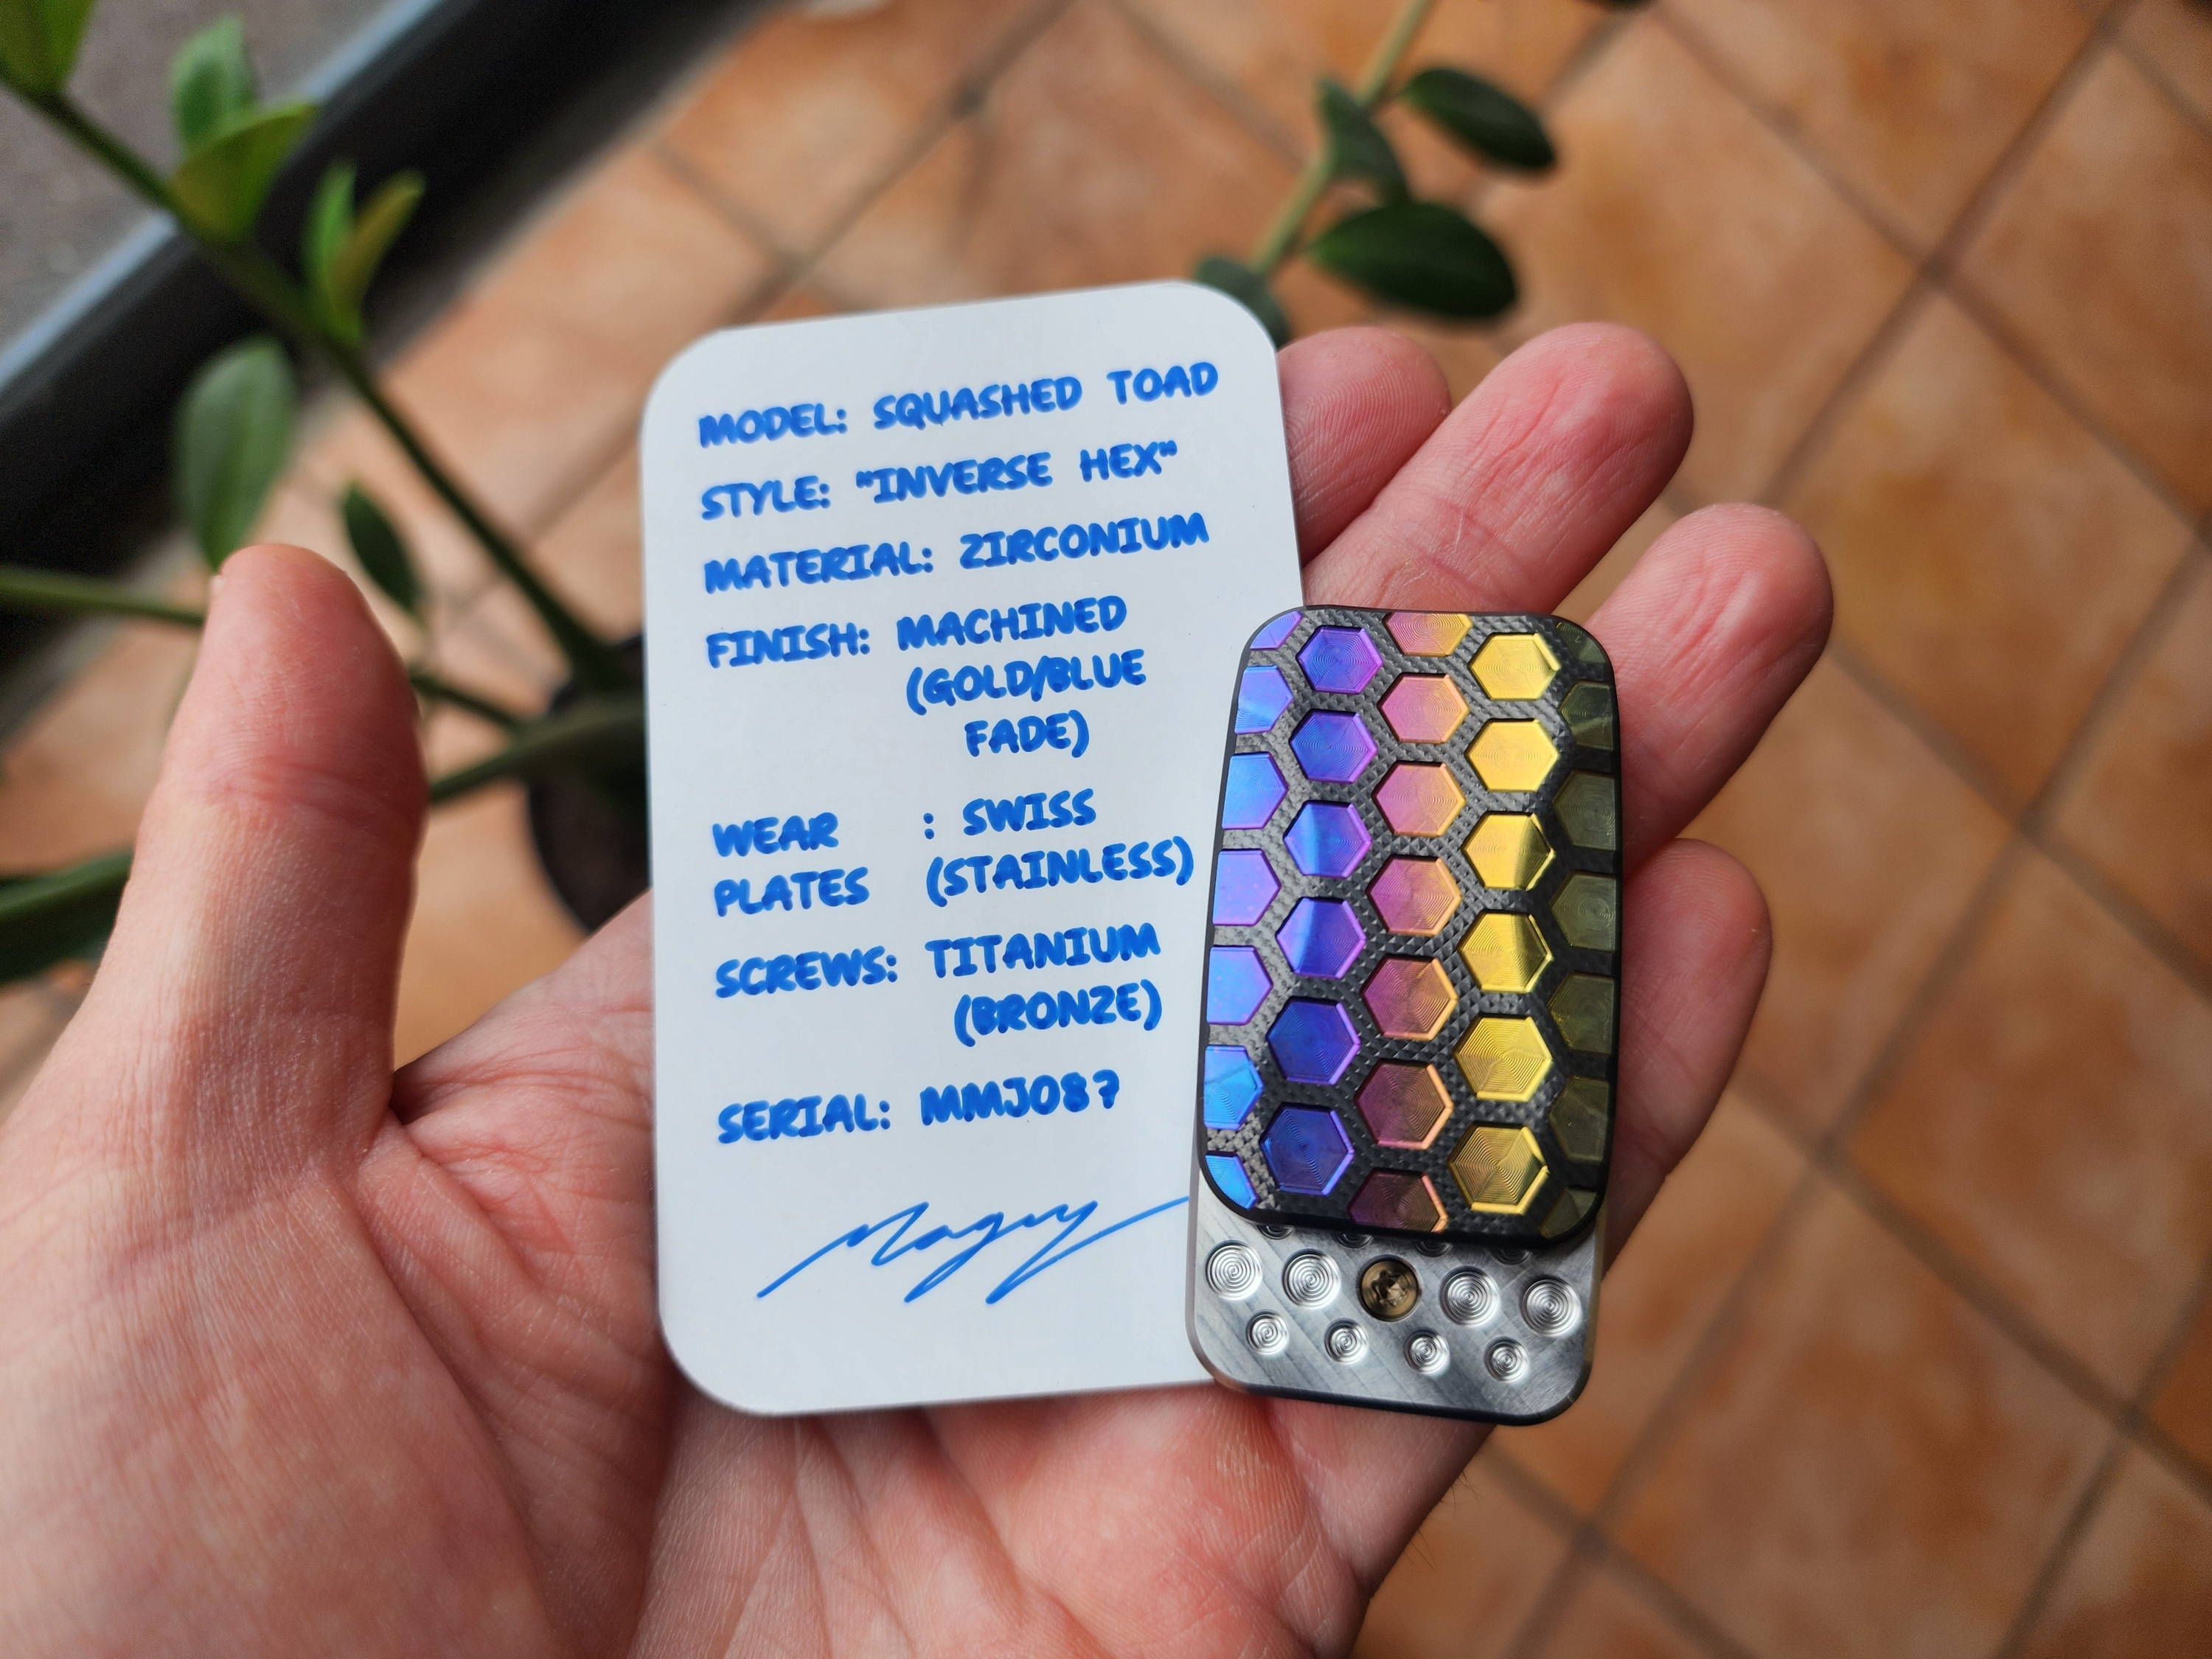 MODEL: SQUASHED TOAD
STYLE: "INVERSE HEX"
MATERIAL: ZIRCONIUM
FINISH: MACHINED
(GOLD/BLUE
FADE)
WEAR : SWISS
PLATES (STAINLESS)
SCREWS: TITANIUM
(BRONZE)
SERIAL: MMJ087